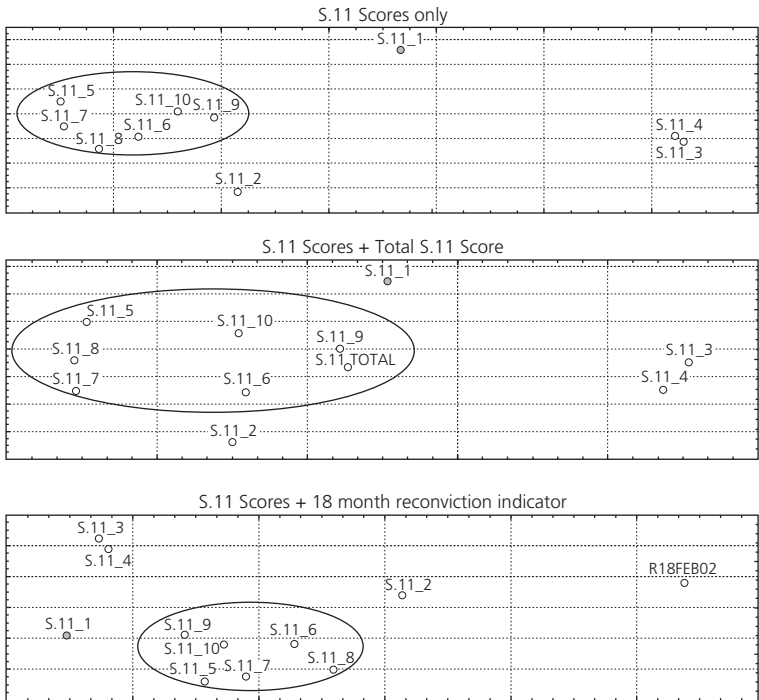 S.11 Scores only
S.11_1
S.11_5
S.11_10
S.11_9
S.11_7
S.11_6
S.11_8
S.11_4
S.11_3
S.11_2
S.11 Scores + Total S.11 Score
S.11_1
S.11_5
S.11_10
S.11_9
S.11_8
S.11_TOTAL
S.11_3
S.11_7
S.11_6
S.11_4
S.11_2
S.11 Scores + 18 month reconviction indicator
S.11_3
S.11_4
R18FEB02
S.11_2
S.11_1
S.11_9
S.11_6
S.11_10
S.11_8
S.11_5
S.11_7